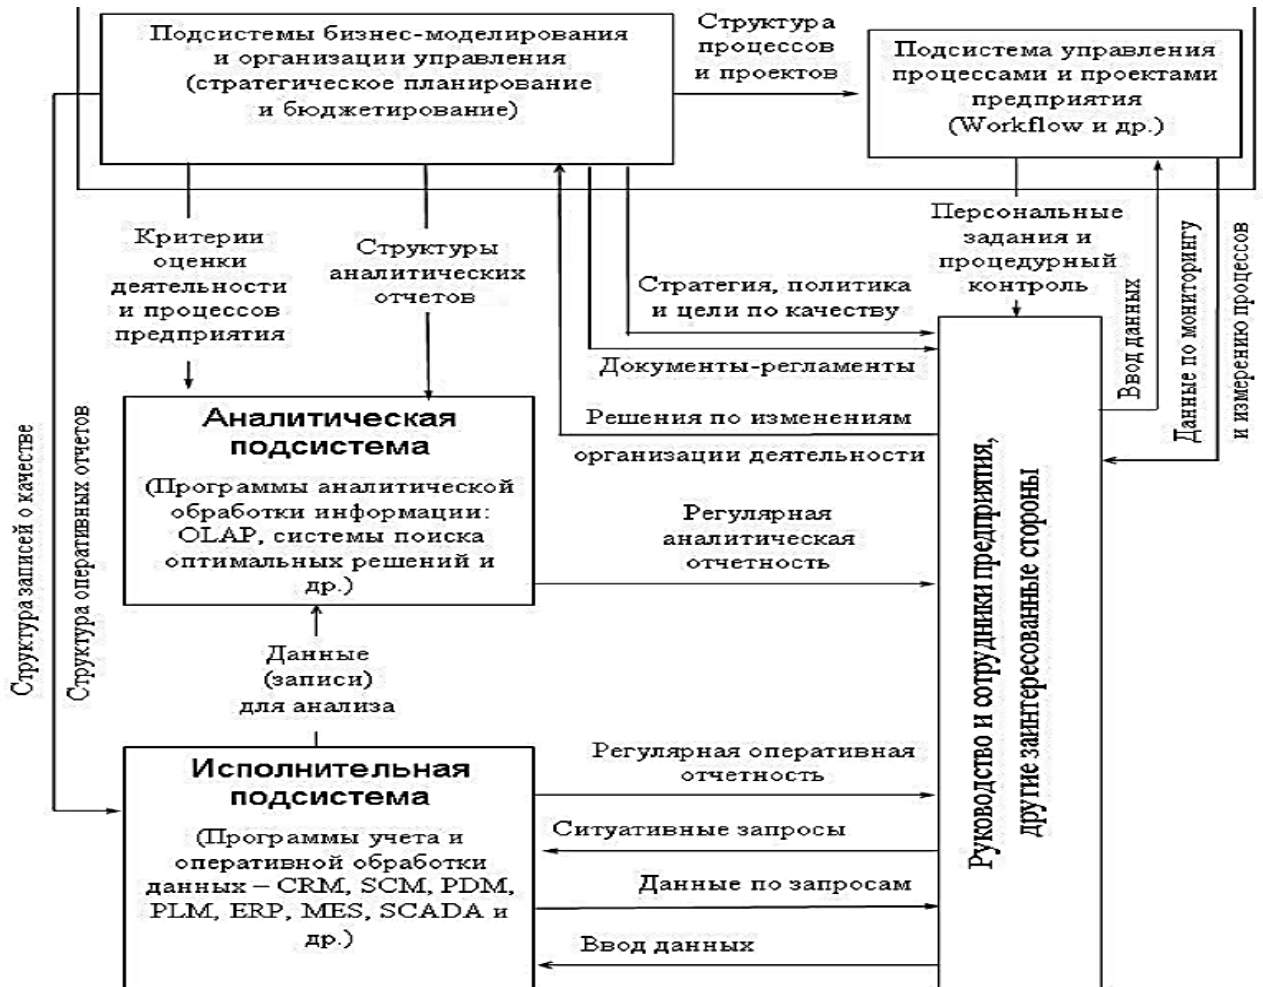 Подсистемы бизнес-моделирования
и организации управления
(стратегическое планирование
и бюджетирование)
Структура
процессов
и проектов
Подсистема управления
процессами и проектами
предприятия
(Workflow и др.)
Критерии
оценки
деятельности
и процессов
предприятия
Структуры
аналитических
отчетов
Стратегия, политика
и цели по качеству
Документы-регламенты
Решения по изменениям
организации деятельности
Персональные
задания и
процедурный
контроль
Ввод данных
Данные по мониторингу
и измерению процессов
Структура записей о качестве
Структура оперативных отчетов
Аналитическая
подсистема
(Программы аналитической
обработки информации:
OLAP, системы поиска
оптимальных решений и
др.)
Регулярная
аналитическая
отчетность
Данные
(записи)
для анализа
Руководство и сотрудники предприятия,
другие заинтересованные стороны
Исполнительная
подсистема
(Программы учета и
оперативной обработки
данных – CRM, SCM, PDM,
PLM, ERP, MES, SCADA и
др.)
Регулярная оперативная
отчетность
Ситуативные запросы
Данные по запросам
Ввод данных